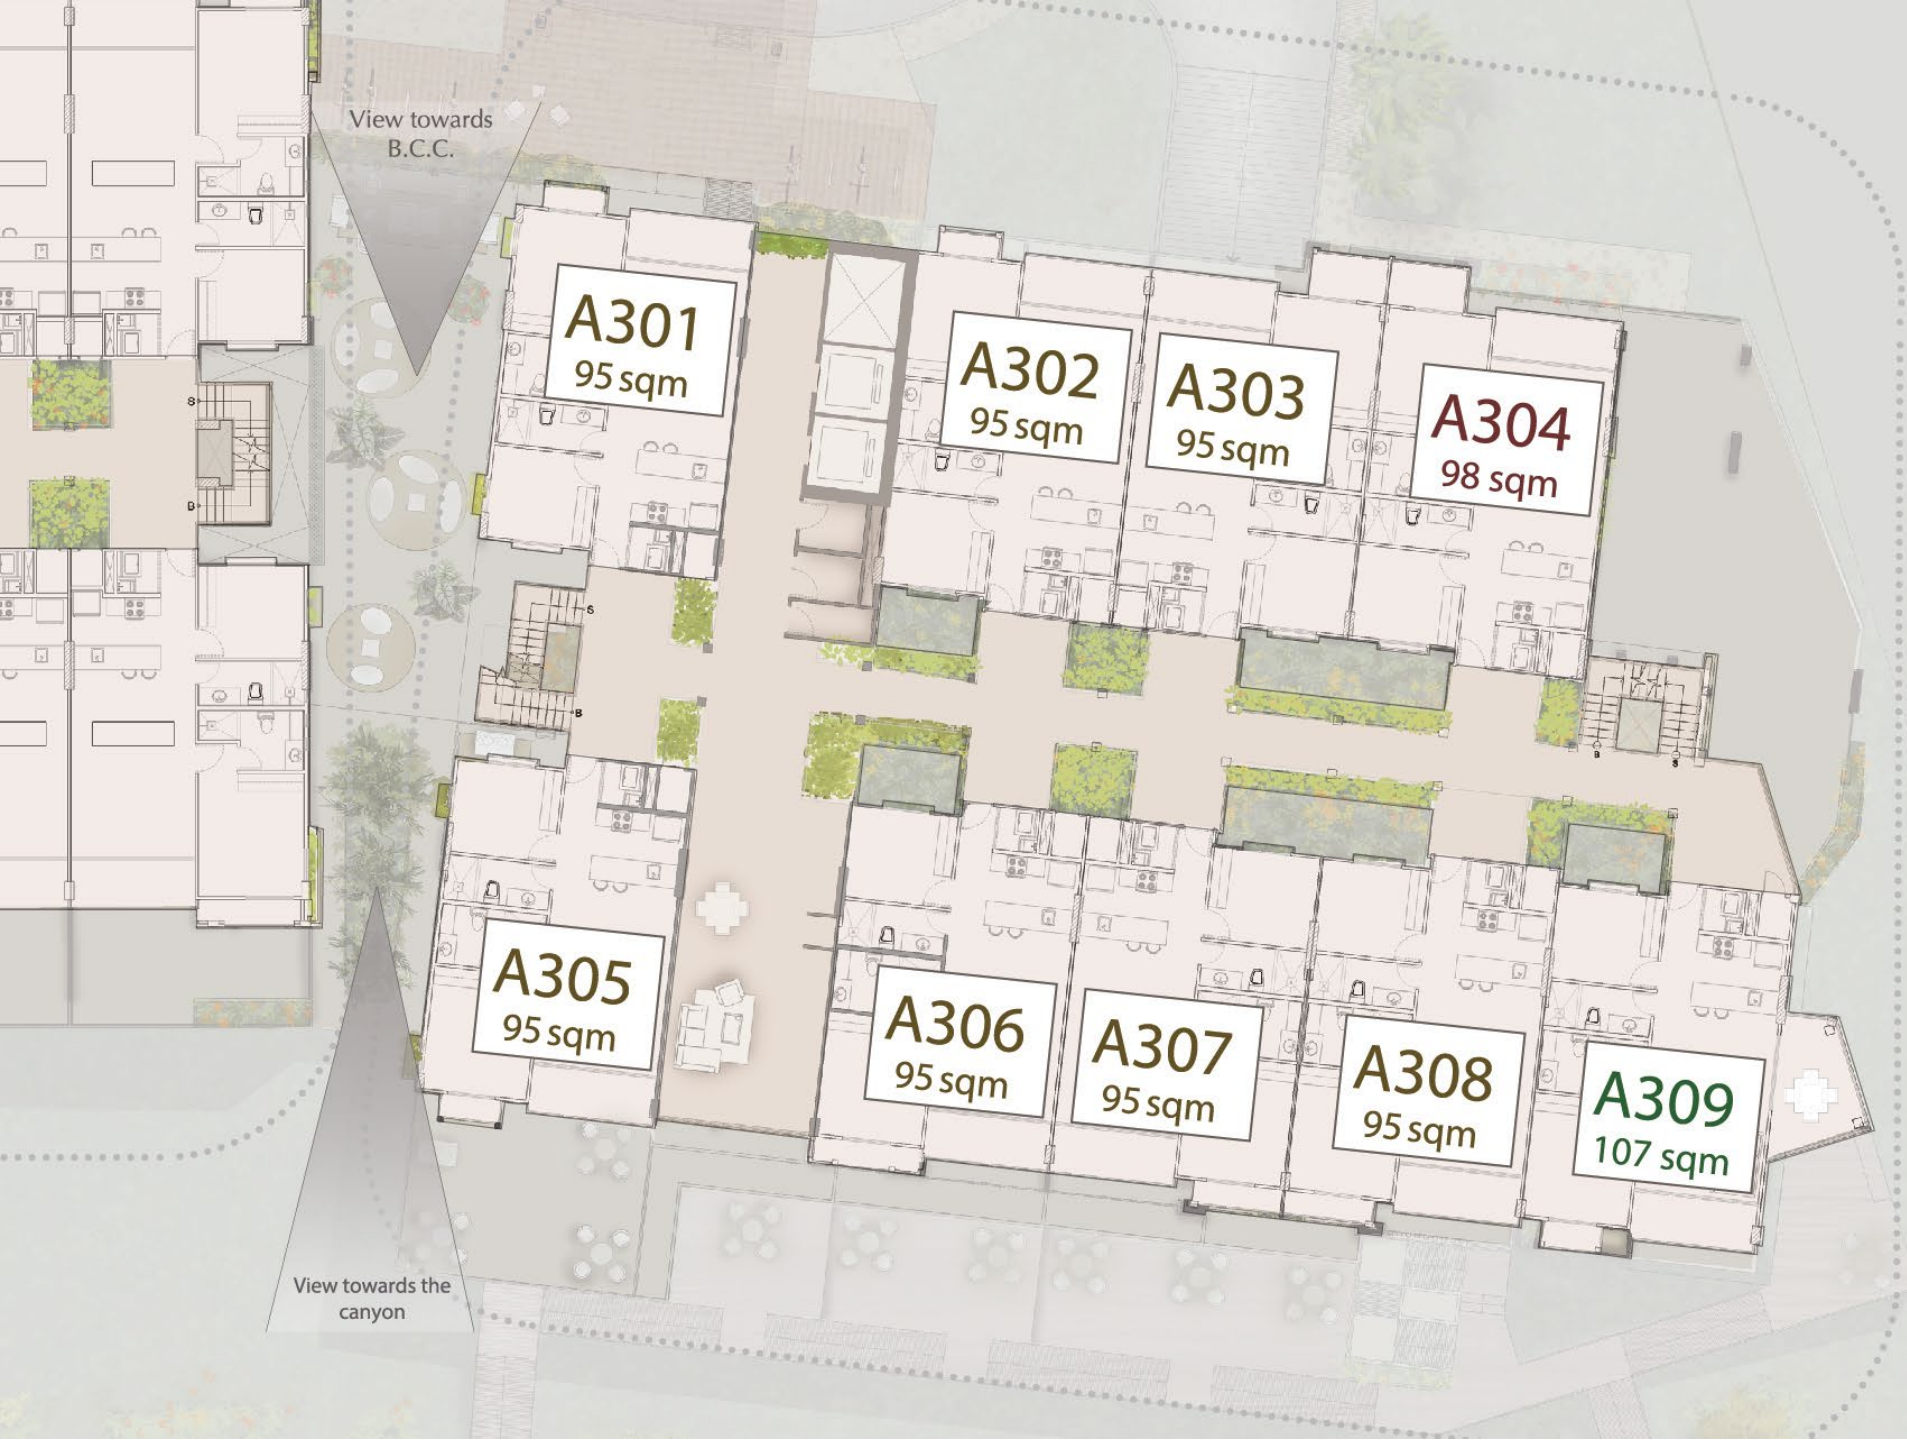 View towards
B.C.C.
A301
95 sqm
A302
95 sqm
A303
95 sqm
A304
98 sqm
S
B
S
B
B
S
A305
95 sqm
A306
95 sqm
A307
95 sqm
A308
95 sqm
A309
107 sqm
View towards the
canyon